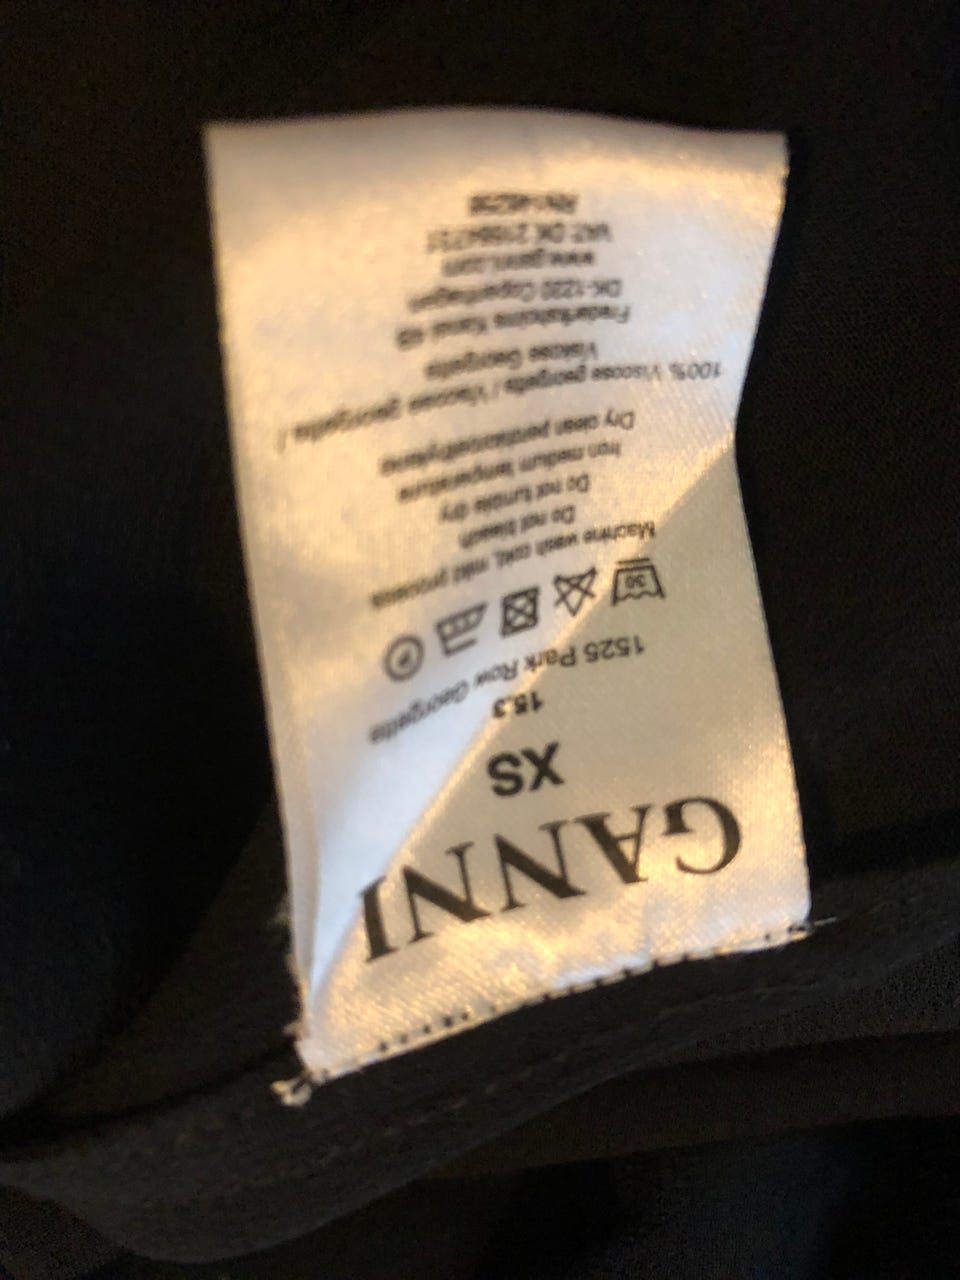 GANNI
XS
15.3
1525 Park Row Georgette
30
P
Machine wash cold, mild process
Do not bleach
Do not tumble dry
Iron medium temperature
Dry clean perchloroethylene
100% Viscose georgette / Viscose georgette /
Viskose Georgette
Frederiksholms Kanal 4B
DK-1220 Copenhagen
www.ganni.com
VAT: DK